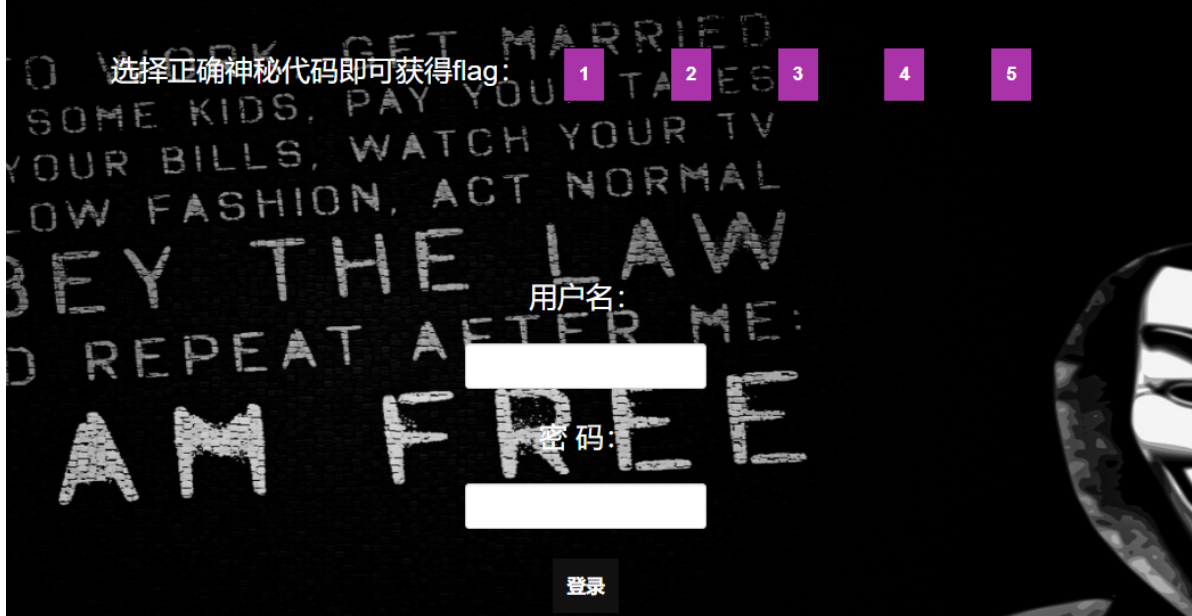 O WORK, GET MARRIED
选择正确神秘代码即可获得flag： 1 2 3 4 5
SOME KIDS, PAY YOUR TAXES
YOUR BILLS, WATCH YOUR TV
LOW FASHION, ACT NORMAL
BEY THE LAW
用户名：
D REPEAT AFTER ME:
AM FREE
密 码：
登录